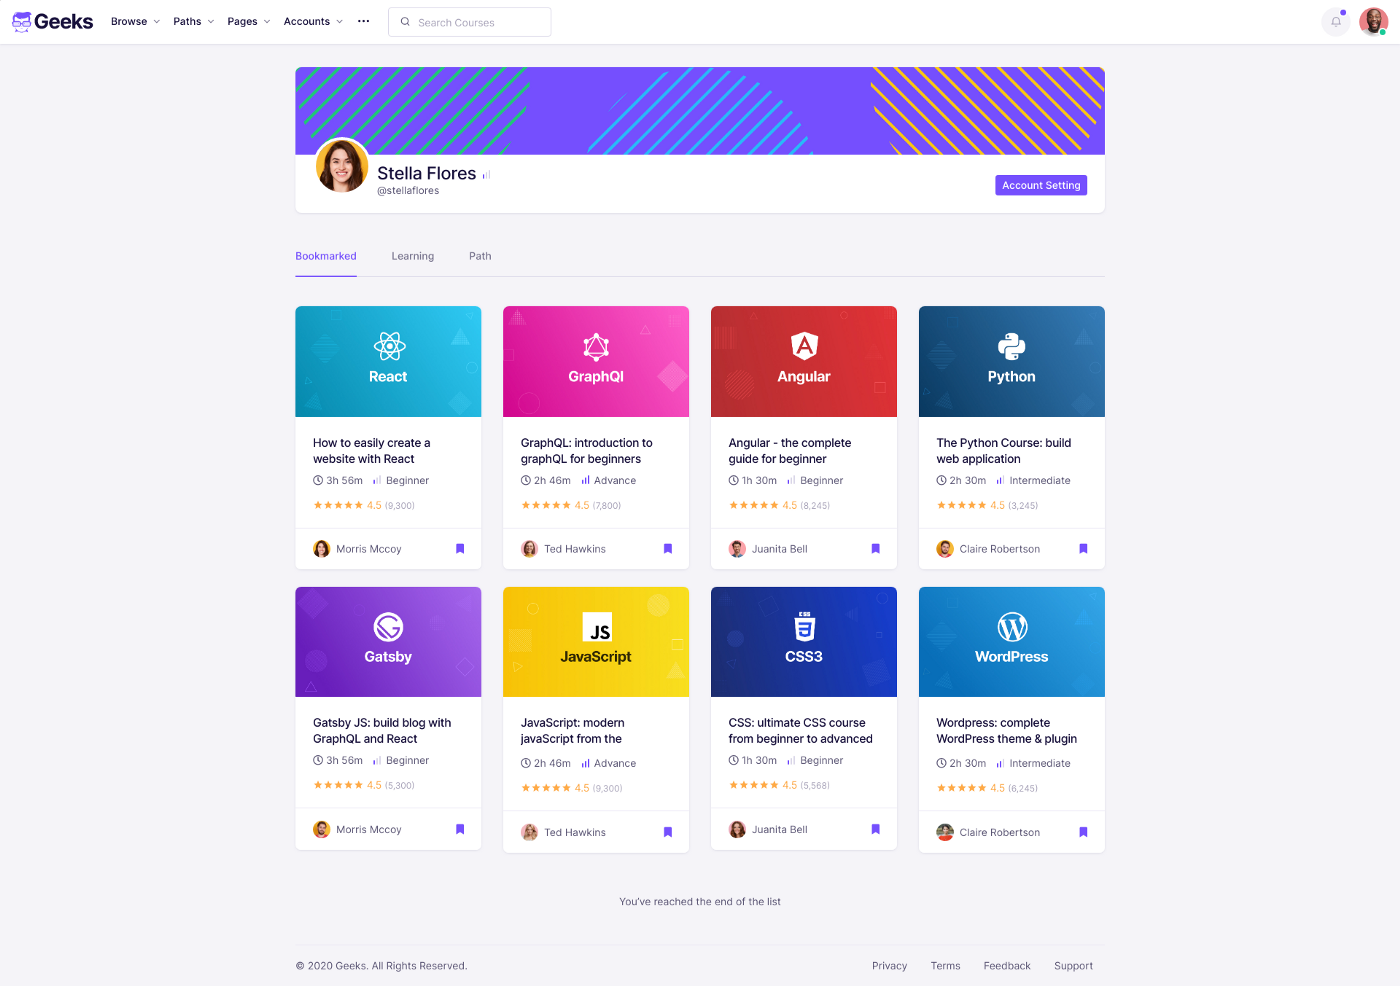 Geeks
Browse
Paths
Pages
Accounts
Search Courses
Stella Flores
@stellaflores
Account Setting
Bookmarked
Learning
Path
React
GraphQl
Angular
Python
How to easily create a
website with React
3h 56m Beginner
4.5 (9,300)
Morris Mccoy
GraphQL: introduction to
graphQL for beginners
2h 46m Advance
4.5 (7,800)
Ted Hawkins
Angular - the complete
guide for beginner
1h 30m Beginner
4.5 (8,245)
Juanita Bell
The Python Course: build
web application
2h 30m Intermediate
4.5 (3,245)
Claire Robertson
Gatsby
JS
JavaScript
CSS
3
CSS3
W
WordPress
Gatsby JS: build blog with
GraphQL and React
3h 56m Beginner
4.5 (5,300)
Morris Mccoy
JavaScript: modern
javaScript from the
2h 46m Advance
4.5 (9,300)
Ted Hawkins
CSS: ultimate CSS course
from beginner to advanced
1h 30m Beginner
4.5 (5,568)
Juanita Bell
Wordpress: complete
WordPress theme & plugin
2h 30m Intermediate
4.5 (6,245)
Claire Robertson
You've reached the end of the list
© 2020 Geeks. All Rights Reserved.
Privacy
Terms
Feedback
Support